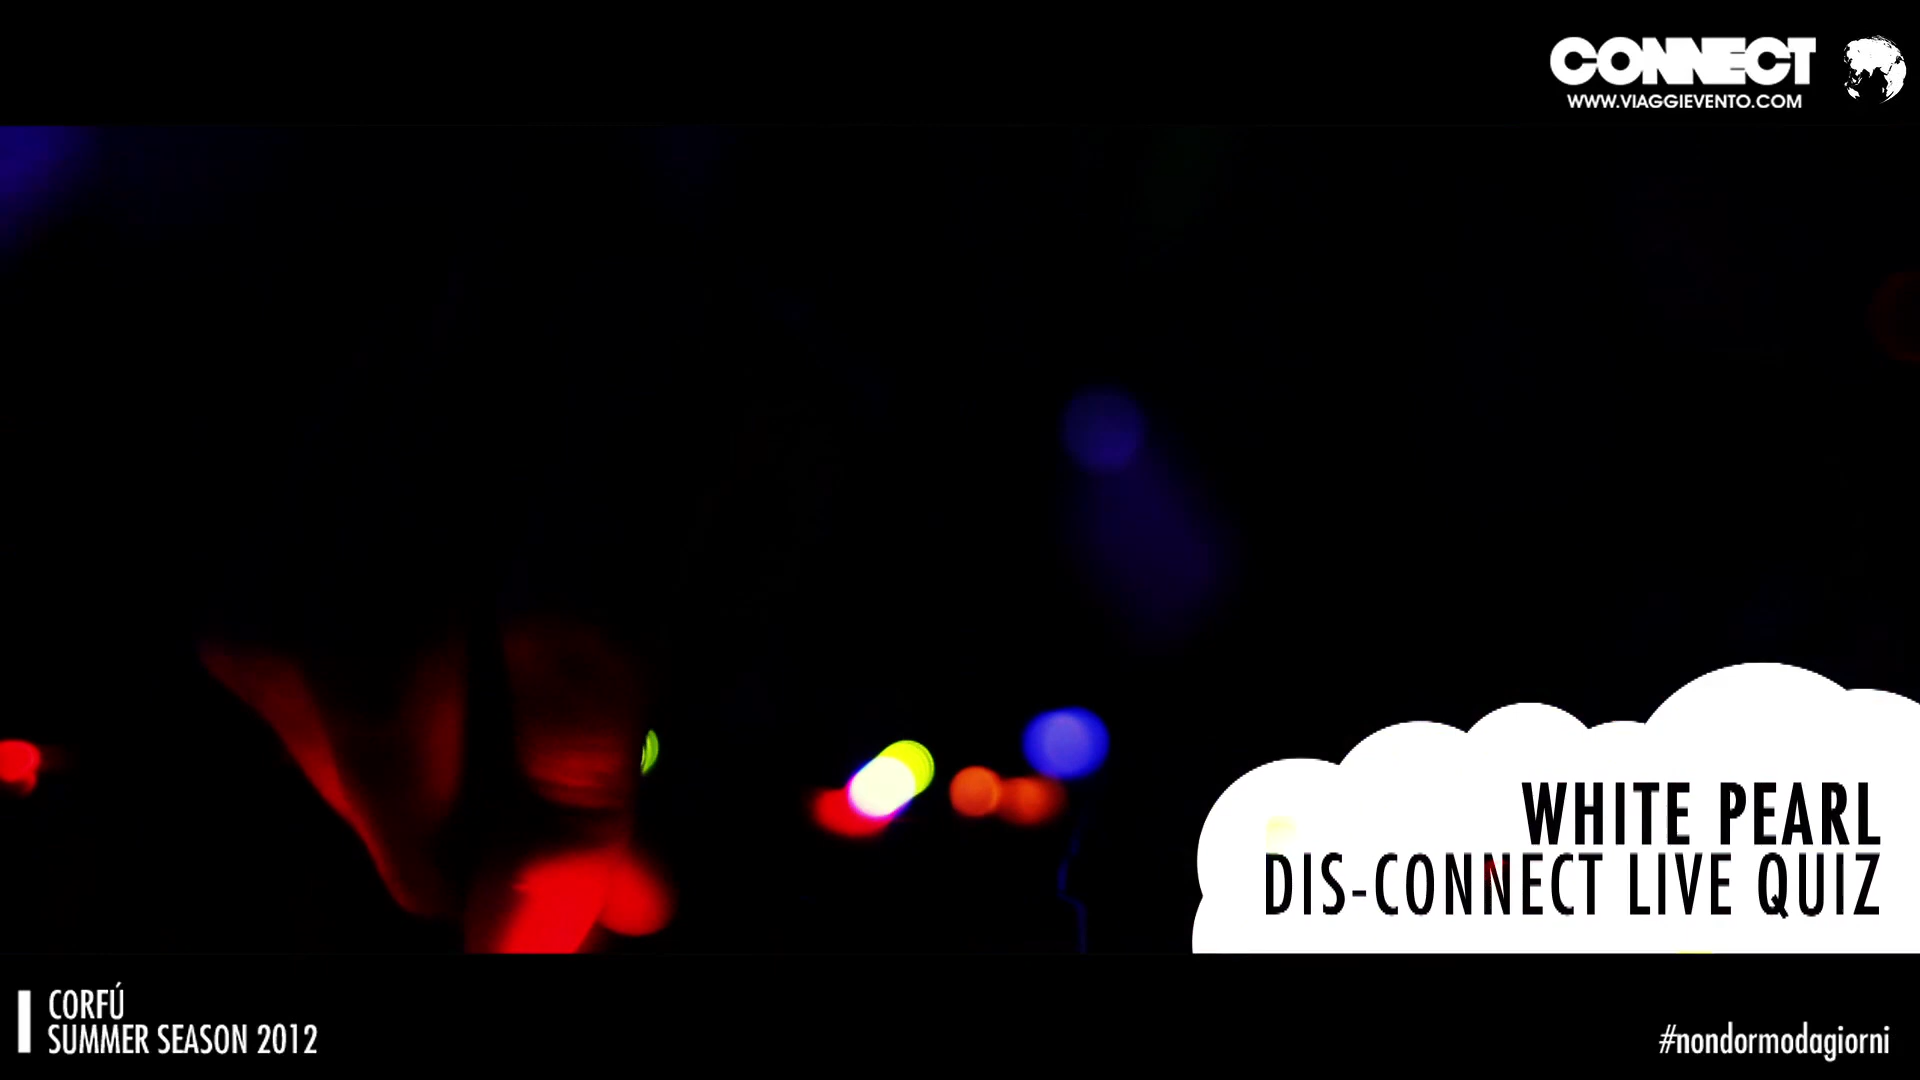 CONNECT
WWW.VIAGGIEVENTO.COM
WHITE PEARL
DIS-CONNECT LIVE QUIZ
CORFÚ
SUMMER SEASON 2012
#nondormodagiorni